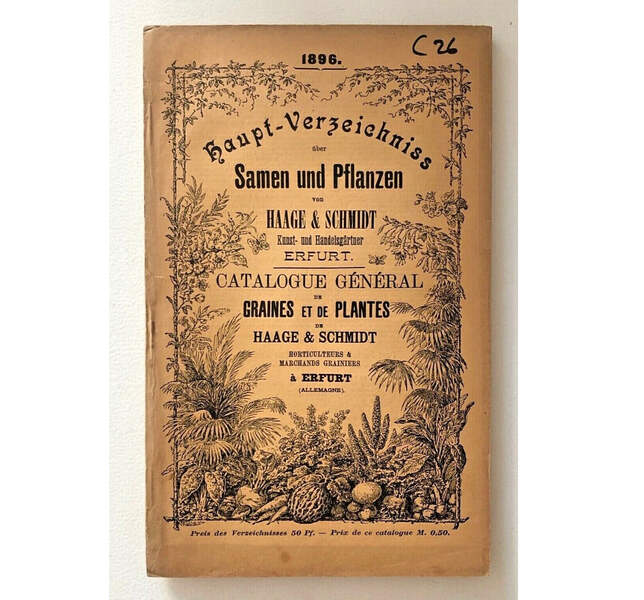 C 26
1896.
Haupt-Verzeichniss
über
Samen und Pflanzen
von
HAAGE & SCHMIDT
Kunst- und Handelsgärtner
ERFURT.
CATALOGUE GÉNÉRAL
DE
GRAINES ET DE PLANTES
DE
HAAGE & SCHMIDT
HORTICULTEURS &
MARCHANDS GRAINIERS
à ERFURT
(ALLEMAGNE).
Preis des Verzeichnisses 50 Pf. — Prix de ce catalogue M. 0,50.